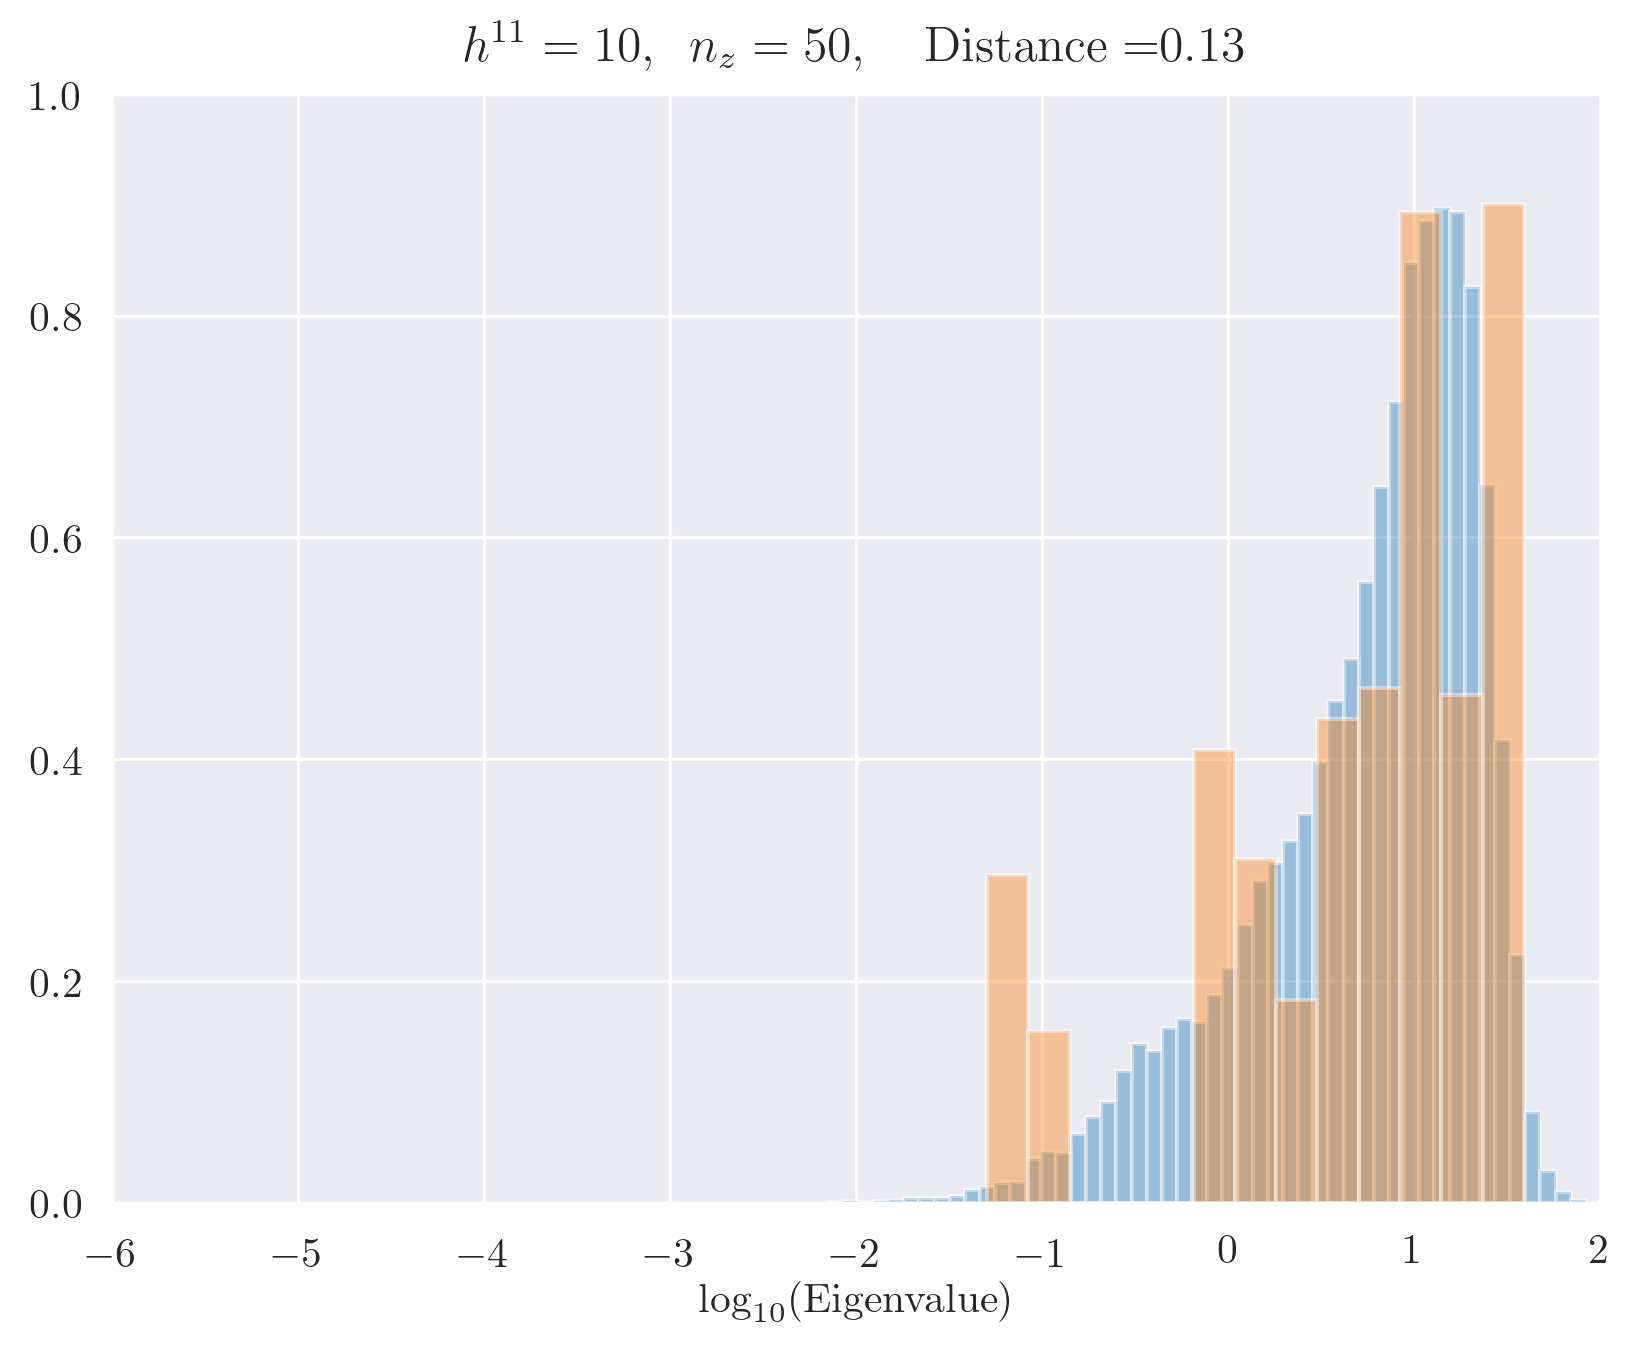 h^{11} = 10, n_z = 50, Distance =0.13
1.0
0.8
0.6
0.4
0.2
0.0
−6 −5 −4 −3 −2 −1 0 1 2
log_{10}(Eigenvalue)